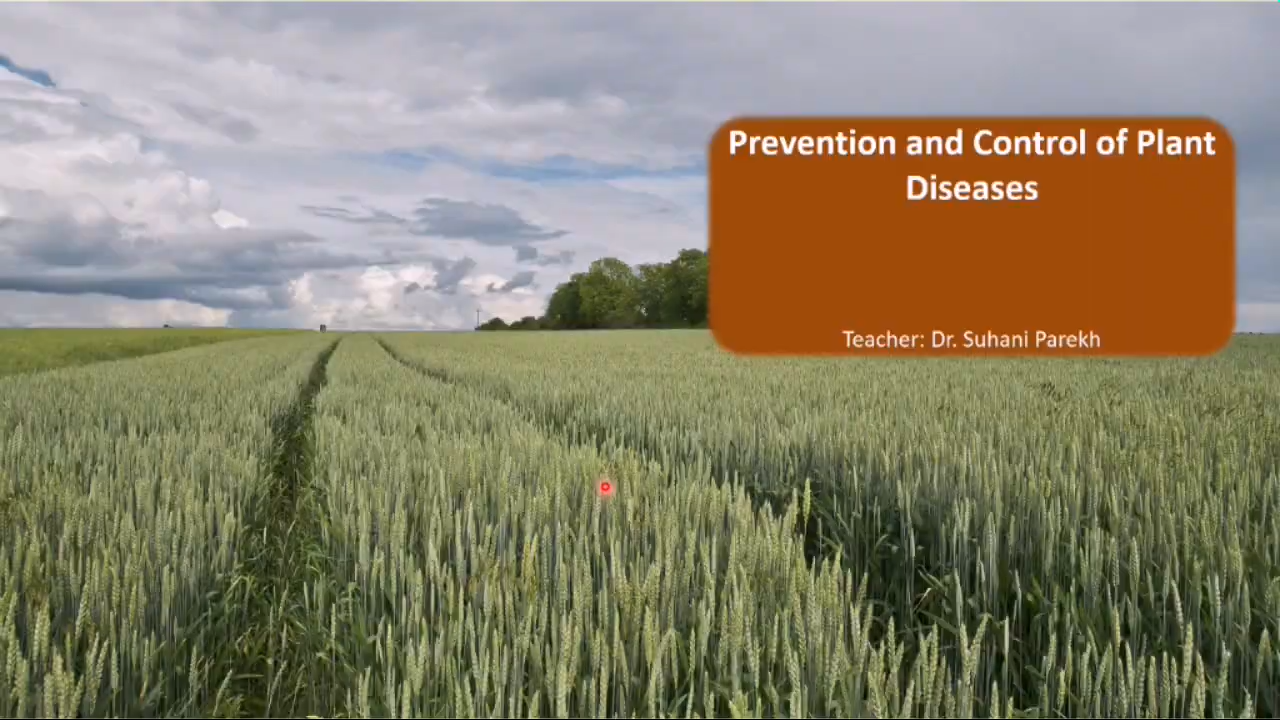 Prevention and Control of Plant
Diseases
Teacher: Dr. Suhani Parekh